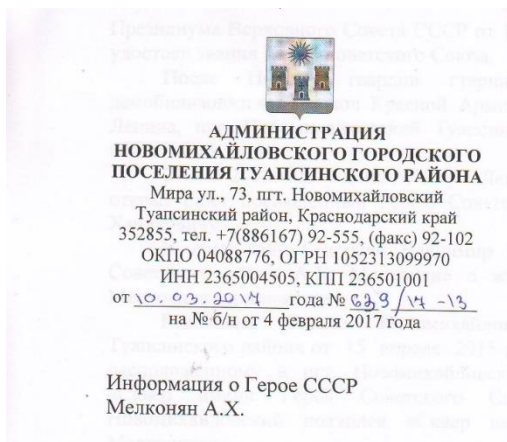 АДМИНИСТРАЦИЯ
НОВОМИХАЙЛОВСКОГО ГОРОДСКОГО
ПОСЕЛЕНИЯ ТУАПСИНСКОГО РАЙОНА
Мира ул., 73, пгт. Новомихайловский
Туапсинский район, Краснодарский край
352855, тел. +7(886167) 92-555, (факс) 92-102
ОКПО 04088776, ОГРН 1052313099970
ИНН 2365004505, КПП 236501001
от 10.03.2017 года № 629/17-13
на № б/н от 4 февраля 2017 года
Информация о Герое СССР
Мелконян А.Х.